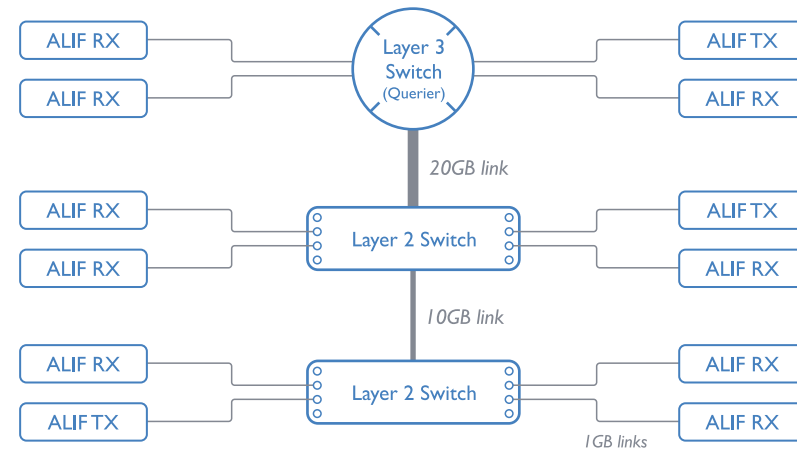 ALIF RX
Layer 3
Switch
(Querier)
ALIF TX
ALIF RX
ALIF RX
20GB link
ALIF RX
Layer 2 Switch
ALIF TX
ALIF RX
ALIF RX
10GB link
ALIF RX
Layer 2 Switch
ALIF RX
ALIF TX
ALIF RX
1GB links